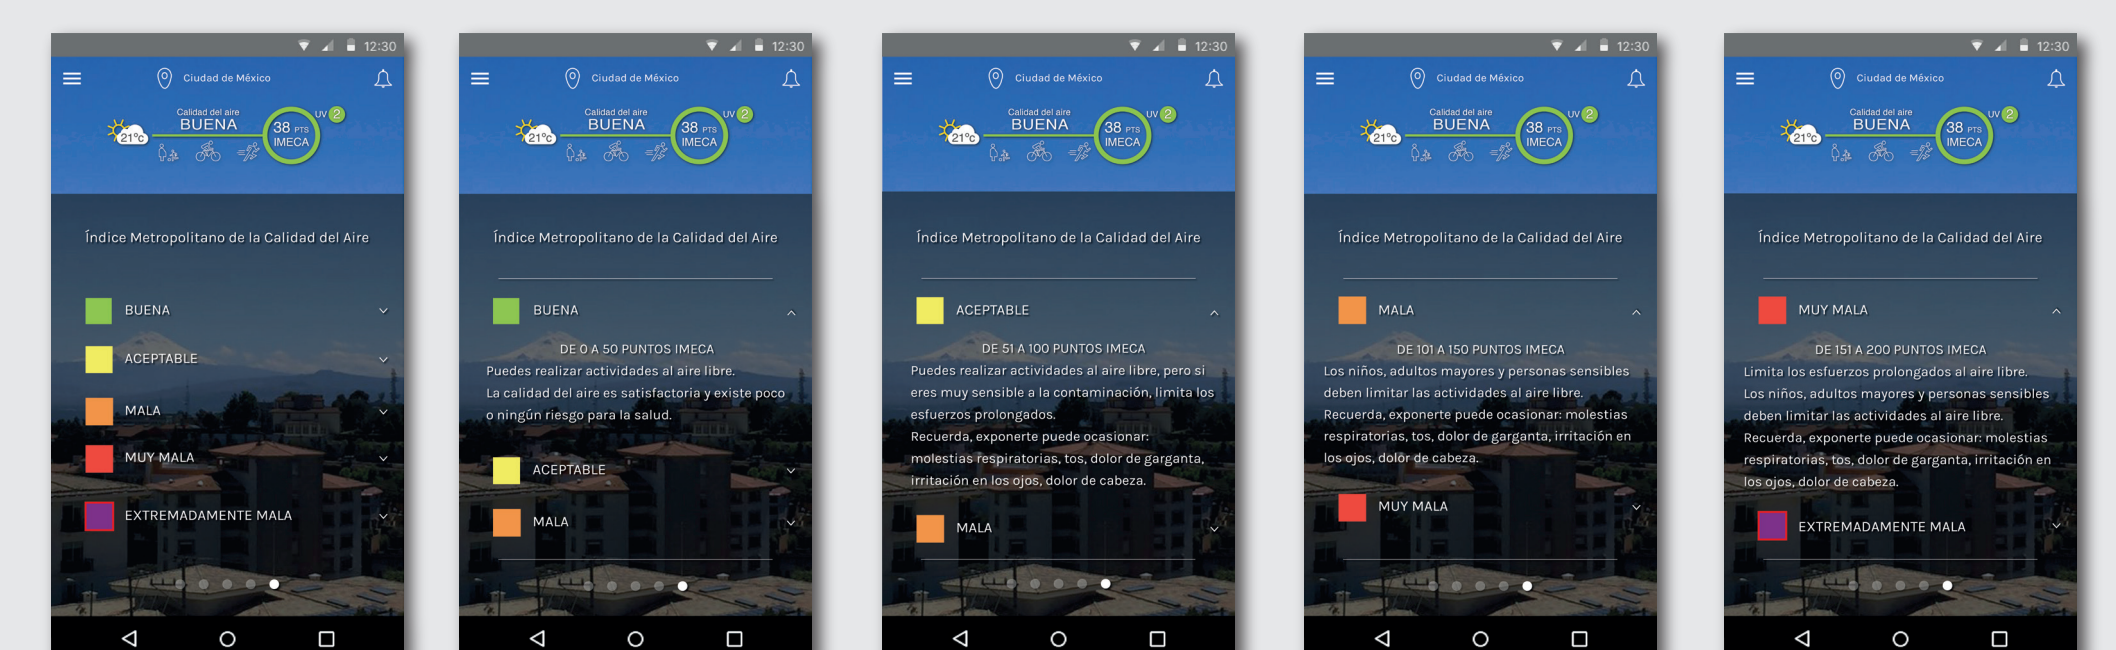 12:30
Ciudad de México
Calidad del aire
BUENA
21°c
38 PTS
IMECA
UV 2
Índice Metropolitano de la Calidad del Aire
BUENA
ACEPTABLE
MALA
MUY MALA
EXTREMADAMENTE MALA
12:30
Ciudad de México
Calidad del aire
BUENA
21°c
38 PTS
IMECA
UV 2
Índice Metropolitano de la Calidad del Aire
BUENA
DE 0 A 50 PUNTOS IMECA
Puedes realizar actividades al aire libre.
La calidad del aire es satisfactoria y existe poco
o ningún riesgo para la salud.
ACEPTABLE
MALA
12:30
Ciudad de México
Calidad del aire
BUENA
21°c
38 PTS
IMECA
UV 2
Índice Metropolitano de la Calidad del Aire
ACEPTABLE
DE 51 A 100 PUNTOS IMECA
Puedes realizar actividades al aire libre, pero si
eres muy sensible a la contaminación, limita los
esfuerzos prolongados.
Recuerda, exponerte puede ocasionar:
molestias respiratorias, tos, dolor de garganta,
irritación en los ojos, dolor de cabeza.
MALA
12:30
Ciudad de México
Calidad del aire
BUENA
21°c
38 PTS
IMECA
UV 2
Índice Metropolitano de la Calidad del Aire
MALA
DE 101 A 150 PUNTOS IMECA
Los niños, adultos mayores y personas sensibles
deben limitar las actividades al aire libre.
Recuerda, exponerte puede ocasionar: molestias
respiratorias, tos, dolor de garganta, irritación en
los ojos, dolor de cabeza.
MUY MALA
12:30
Ciudad de México
Calidad del aire
BUENA
21°c
38 PTS
IMECA
UV 2
Índice Metropolitano de la Calidad del Aire
MUY MALA
DE 151 A 200 PUNTOS IMECA
Limita los esfuerzos prolongados al aire libre.
Los niños, adultos mayores y personas sensibles
deben limitar las actividades al aire libre.
Recuerda, exponerte puede ocasionar: molestias
respiratorias, tos, dolor de garganta, irritación en
los ojos, dolor de cabeza.
EXTREMADAMENTE MALA